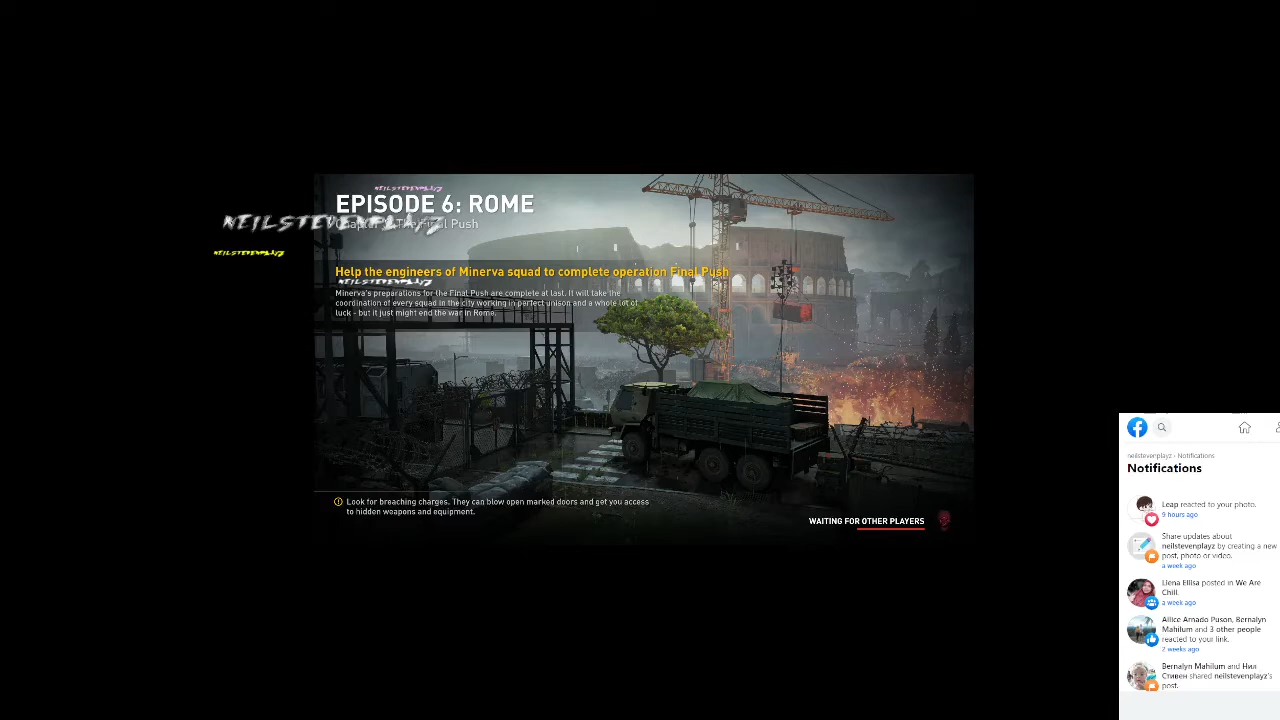 NEILSTEVENPLAYZ
EPISODE 6: ROME
NEILSTEVENPLAYZ
Push
NEILSTEVENPLAYZ
Help the engineers of Minerva squad to complete operation Final Push
NEILSTEVENPLAYZ
Minerva's preparations for the Final Push are complete at last. It will take the
coordination of every squad in the city working in perfect unison and a whole lot of
luck - but it just might end the war in Rome.
Look for breaching charges. They can blow open marked doors and get you access
to hidden weapons and equipment.
WAITING FOR OTHER PLAYERS
neilstevenplayz › Notifications
Notifications
Leap reacted to your photo.
9 hours ago
Share updates about
neilstevenplayz by creating a new
post, photo or video.
a week ago
Liena Ellisa posted in We Are
Chill.
a week ago
Allice Arnado Puson, Bernalyn
Mahilum and 3 other people
reacted to your link.
2 weeks ago
Bernalyn Mahilum and Нил
Стивен shared neilstevenplayz's
post.